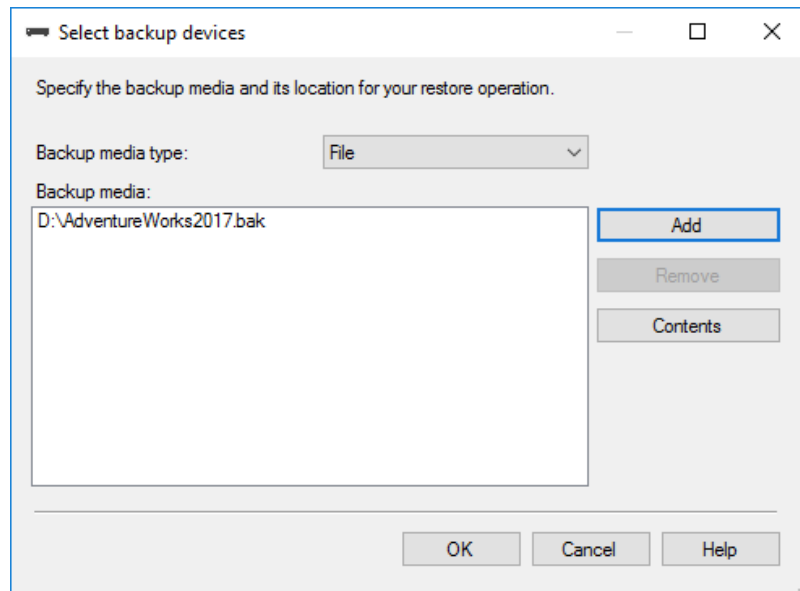 Select backup devices
Specify the backup media and its location for your restore operation.
Backup media type:
File
Backup media:
D:\AdventureWorks2017.bak
Add
Remove
Contents
OK
Cancel
Help